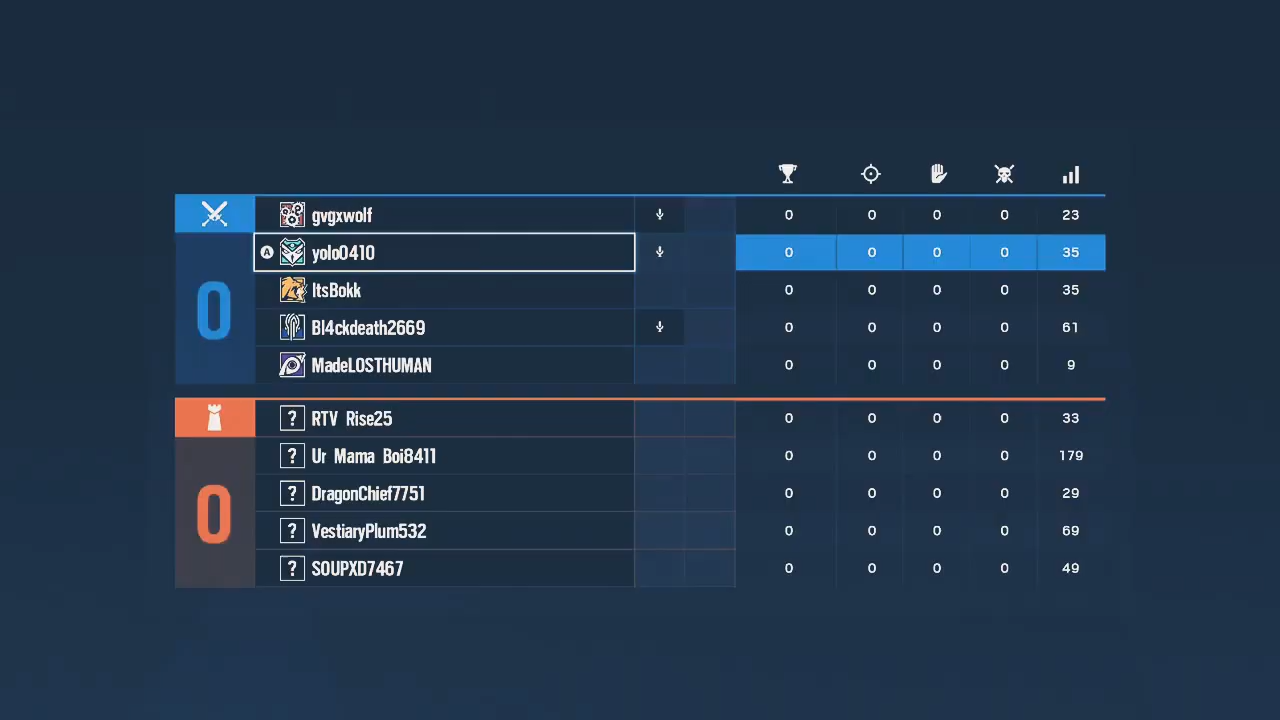 gvgxwolf 0 0 0 0 23
A yolo0410 0 0 0 0 35
0
ItsBokk 0 0 0 0 35
Bl4ckdeath2669 0 0 0 0 61
MadeLOSTHUMAN 0 0 0 0 9
? RTV Rise25 0 0 0 0 33
? Ur Mama Boi8411 0 0 0 0 179
0
? DragonChief7751 0 0 0 0 29
? VestiaryPlum532 0 0 0 0 69
? SOUPXD7467 0 0 0 0 49